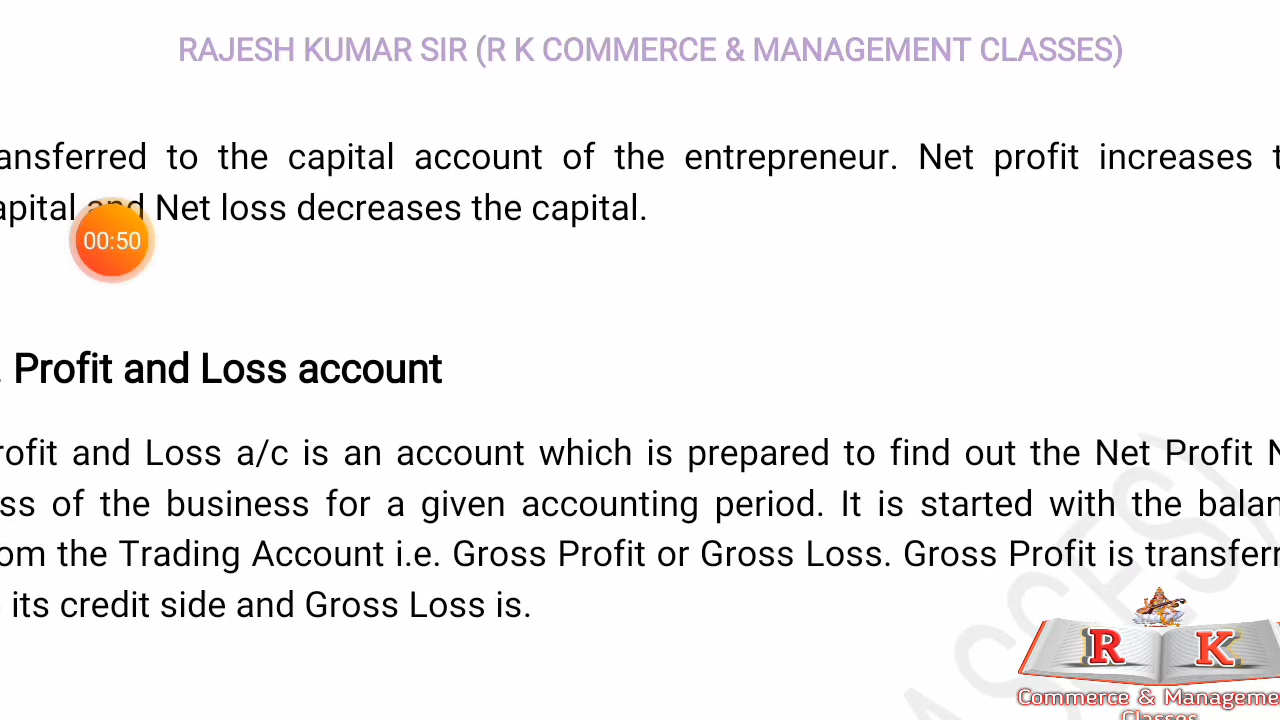 RAJESH KUMAR SIR (R K COMMERCE & MANAGEMENT CLASSES)
ansferred to the capital account of the entrepreneur. Net profit increases t
apital and Net loss decreases the capital.
00:50
. Profit and Loss account
rofit and Loss a/c is an account which is prepared to find out the Net Profit N
ss of the business for a given accounting period. It is started with the balan
om the Trading Account i.e. Gross Profit or Gross Loss. Gross Profit is transferr
its credit side and Gross Loss is.
R K
Commerce & Manageme
Classes